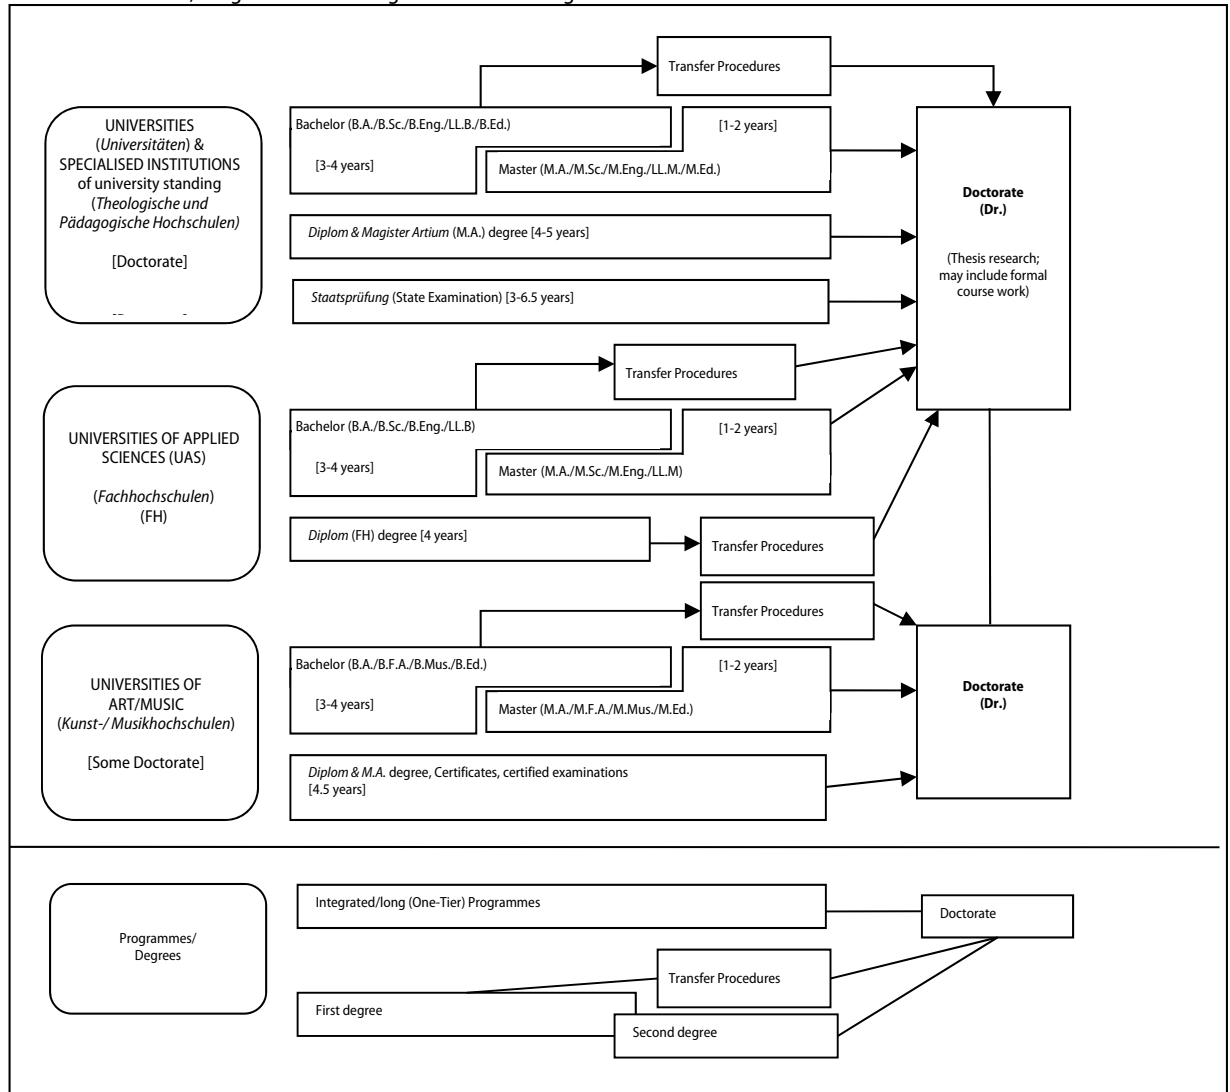 Transfer Procedures
UNIVERSITIES
(Universitäten) &
SPECIALISED INSTITUTIONS
of university standing
(Theologische und
Pädagogische Hochschulen)
[Doctorate]
Bachelor (B.A./B.Sc./B.Eng./LL.B./B.Ed.)
[3-4 years]
[1-2 years]
Master (M.A./M.Sc./M.Eng./LL.M./M.Ed.)
Diplom & Magister Artium (M.A.) degree [4-5 years]
Staatsprüfung (State Examination) [3-6.5 years]
Doctorate
(Dr.)
(Thesis research;
may include formal
course work)
Transfer Procedures
UNIVERSITIES OF APPLIED
SCIENCES (UAS)
(Fachhochschulen)
(FH)
Bachelor (B.A./B.Sc./B.Eng./LL.B)
[3-4 years]
[1-2 years]
Master (M.A./M.Sc./M.Eng./LL.M)
Diplom (FH) degree [4 years]
Transfer Procedures
Transfer Procedures
UNIVERSITIES OF
ART/MUSIC
(Kunst-/ Musikhochschulen)
[Some Doctorate]
Bachelor (B.A./B.F.A./B.Mus./B.Ed.)
[3-4 years]
[1-2 years]
Master (M.A./M.F.A./M.Mus./M.Ed.)
Diplom & M.A. degree, Certificates, certified examinations
[4.5 years]
Doctorate
(Dr.)
Programmes/
Degrees
Integrated/long (One-Tier) Programmes
Doctorate
Transfer Procedures
First degree
Second degree